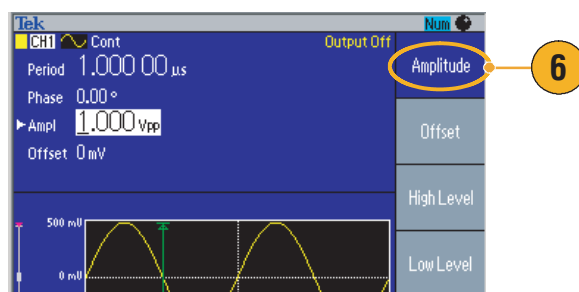 Tek
Num
CH1 Cont
Output Off
Period 1.000 00 µs
Phase 0.00 °
Ampl 1.000 Vpp
Offset 0 mV
500 mV
0 mV
Amplitude
6
Offset
High Level
Low Level